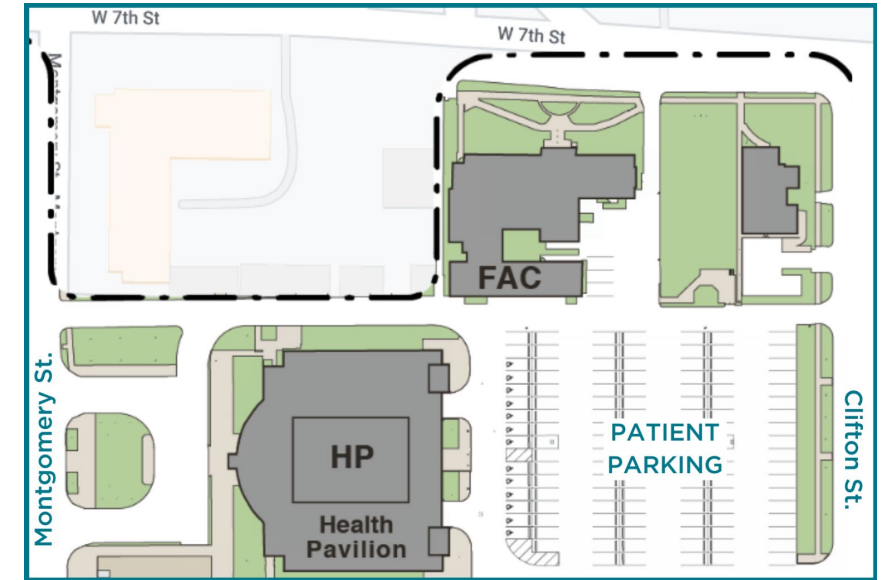 W 7th St
W 7th St
FAC
Montgomery St.
HP
Health
Pavilion
PATIENT
PARKING
Clifton St.